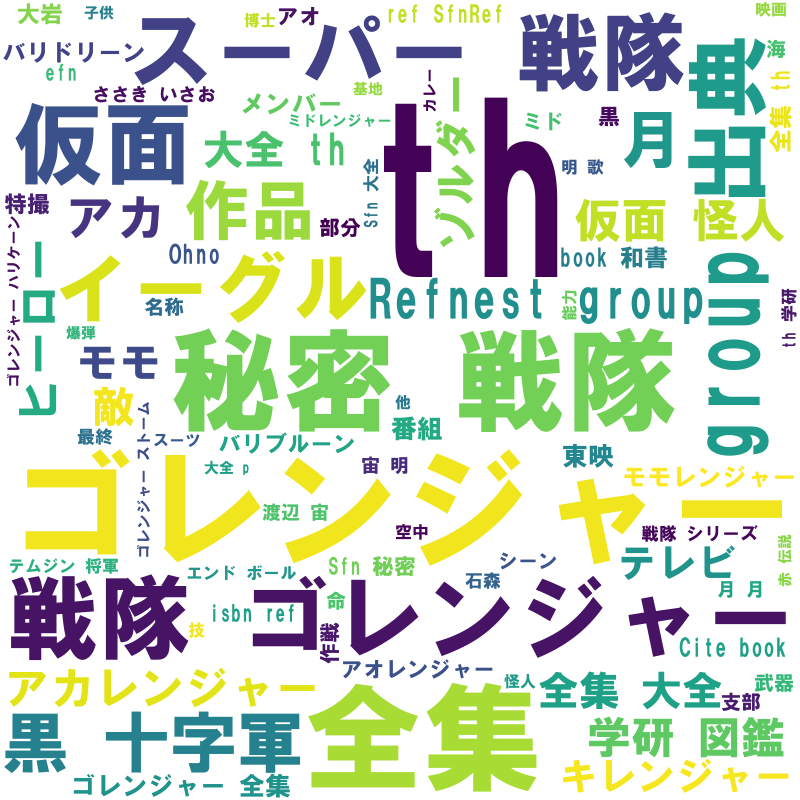 大岩 子供
博士 アオ
ref SfnRef
映画
バリドリーン
スーパー 戦隊
出典
海
efn
ささき いさお
基地
カレー
メンバー
ミドレンジャー
ミド
黒
全集 th
仮面
大全 th
th
ゾルダー
月
明 歌
Sfn 大全
特撮
アカ
作品
部分
仮面 怪人
ゴレンジャー ハリケーン
Ohno
book 和書
ヒーロー
イーグル
名称
Refnest group
能力
group
th 学研
爆弾
モモ
秘密 戦隊
敵
他
最終
ゴレンジャー ストーム
スーツ
バリブルーン
番組
大全 p
宙 明
東映
ゴレンジャー
モモレンジャー
渡辺 宙
空中
戦隊 シリーズ
テムジン 将軍
エンド ボール
Sfn 秘密
シーン
石森
テレビ
赤 伝説
月 月
戦隊 ゴレンジャー
isbn ref
命
技
作戦
Cite book
アカレンジャー
アオレンジャー
怪人
全集 大全
武器
支部
黒 十字軍
全集
学研 図鑑
ゴレンジャー 全集
キレンジャー